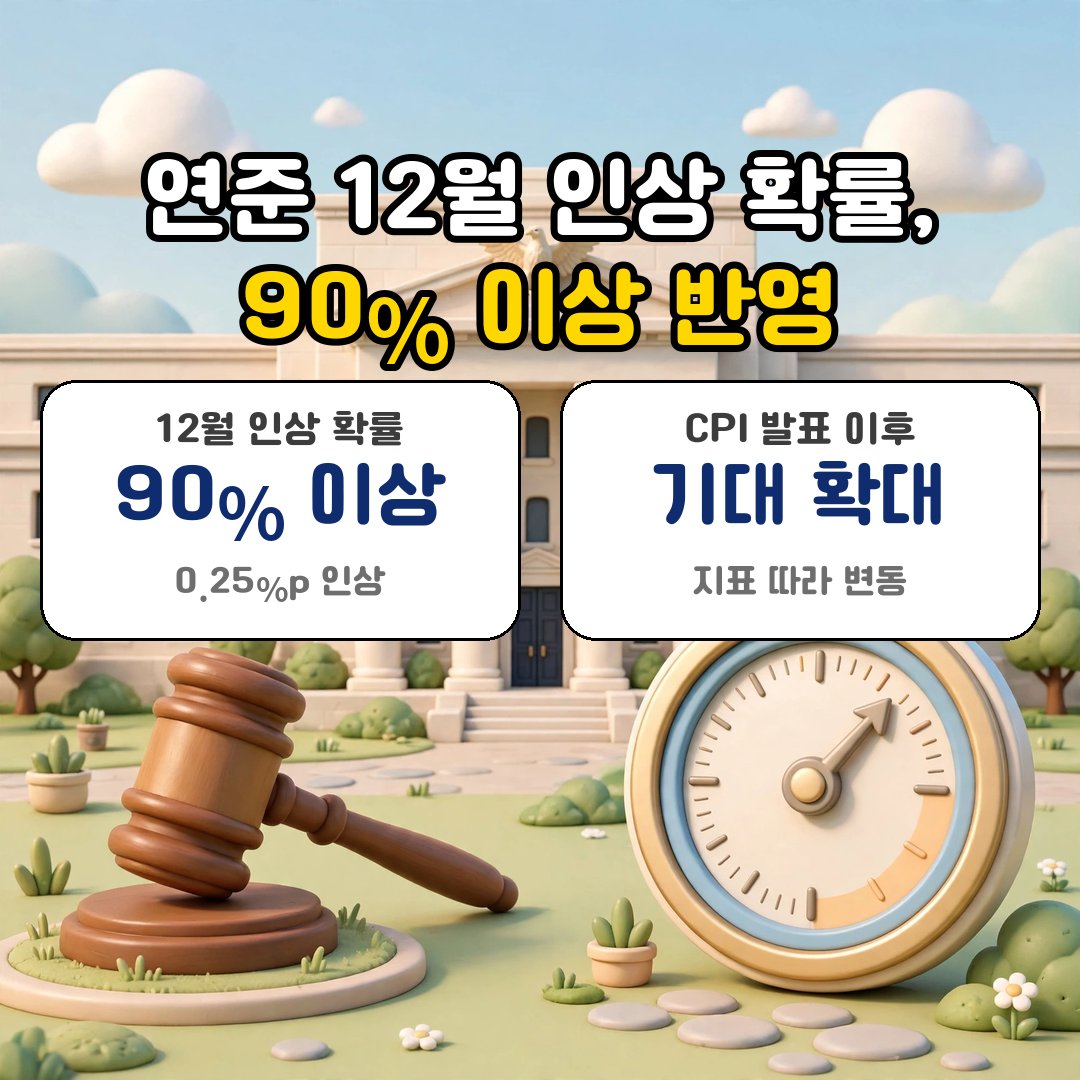 연준 12월 인상 확률,
90% 이상 반영
12월 인상 확률
90% 이상
0.25%p 인상
CPI 발표 이후
기대 확대
지표 따라 변동